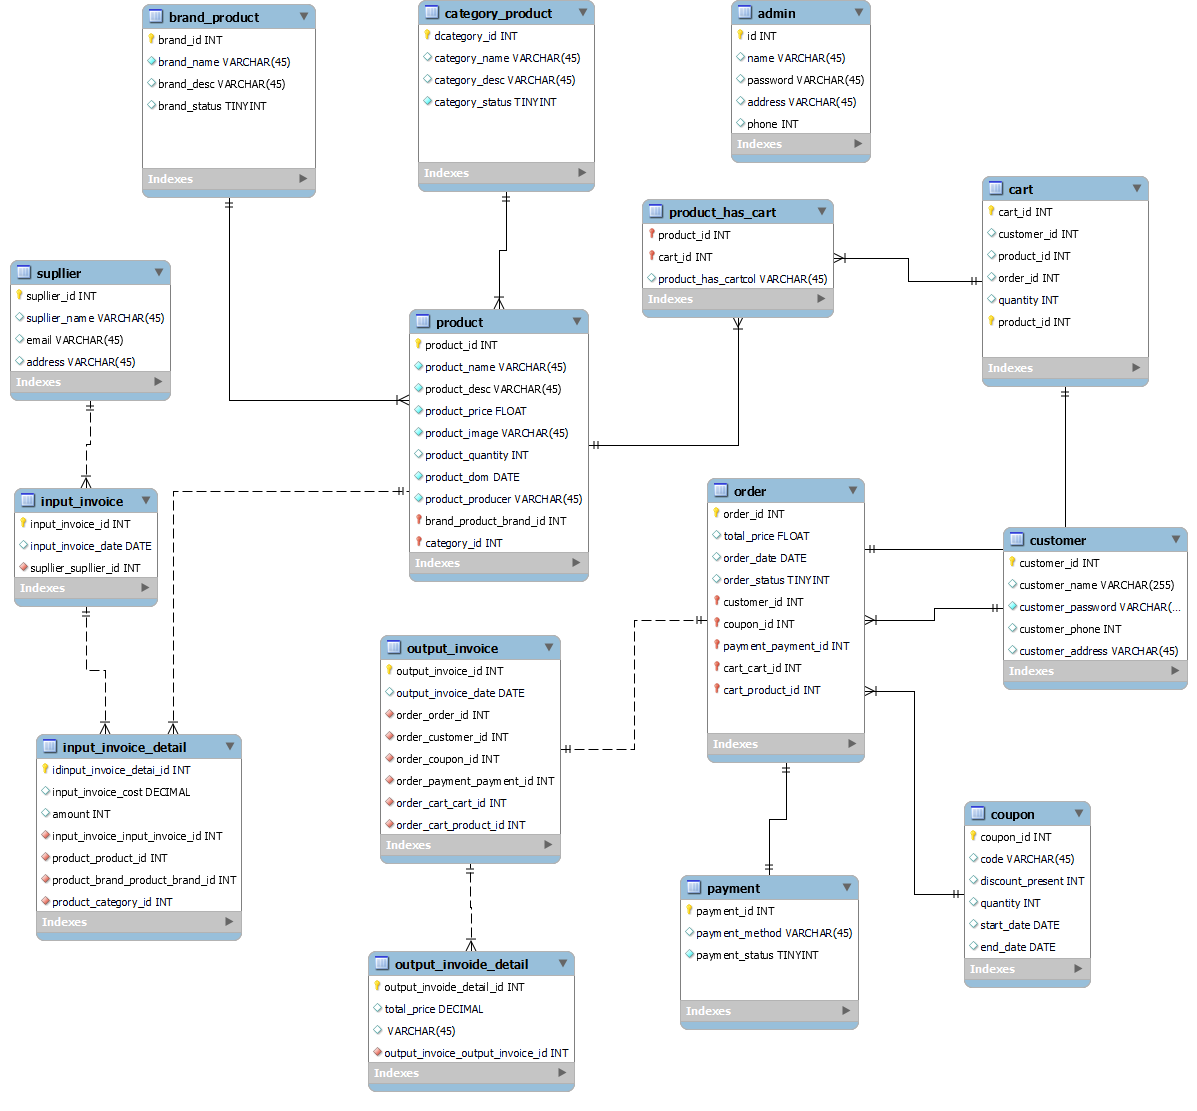 brand_product
brand_id INT
brand_name VARCHAR(45)
brand_desc VARCHAR(45)
brand_status TINYINT
Indexes
category_product
dcategory_id INT
category_name VARCHAR(45)
category_desc VARCHAR(45)
category_status TINYINT
Indexes
admin
id INT
name VARCHAR(45)
password VARCHAR(45)
address VARCHAR(45)
phone INT
Indexes
product_has_cart
product_id INT
cart_id INT
product_has_cartcol VARCHAR(45)
Indexes
cart
cart_id INT
customer_id INT
product_id INT
order_id INT
quantity INT
product_id INT
Indexes
supllier
supllier_id INT
supllier_name VARCHAR(45)
email VARCHAR(45)
address VARCHAR(45)
Indexes
product
product_id INT
product_name VARCHAR(45)
product_desc VARCHAR(45)
product_price FLOAT
product_image VARCHAR(45)
product_quantity INT
product_dom DATE
product_producer VARCHAR(45)
brand_product_brand_id INT
category_id INT
Indexes
input_invoice
input_invoice_id INT
input_invoice_date DATE
supllier_supllier_id INT
Indexes
order
order_id INT
total_price FLOAT
order_date DATE
order_status TINYINT
customer_id INT
coupon_id INT
payment_payment_id INT
cart_cart_id INT
cart_product_id INT
Indexes
customer
customer_id INT
customer_name VARCHAR(255)
customer_password VARCHAR(...
customer_phone INT
customer_address VARCHAR(45)
Indexes
output_invoice
output_invoice_id INT
output_invoice_date DATE
order_order_id INT
order_customer_id INT
order_coupon_id INT
order_payment_payment_id INT
order_cart_cart_id INT
order_cart_product_id INT
Indexes
input_invoice_detail
idinput_invoice_detai_id INT
input_invoice_cost DECIMAL
amount INT
input_invoice_input_invoice_id INT
product_product_id INT
product_brand_product_brand_id INT
product_category_id INT
Indexes
coupon
coupon_id INT
code VARCHAR(45)
discount_present INT
quantity INT
start_date DATE
end_date DATE
Indexes
payment
payment_id INT
payment_method VARCHAR(45)
payment_status TINYINT
Indexes
output_invoide_detail
output_invoide_detail_id INT
total_price DECIMAL
VARCHAR(45)
output_invoice_output_invoice_id INT
Indexes